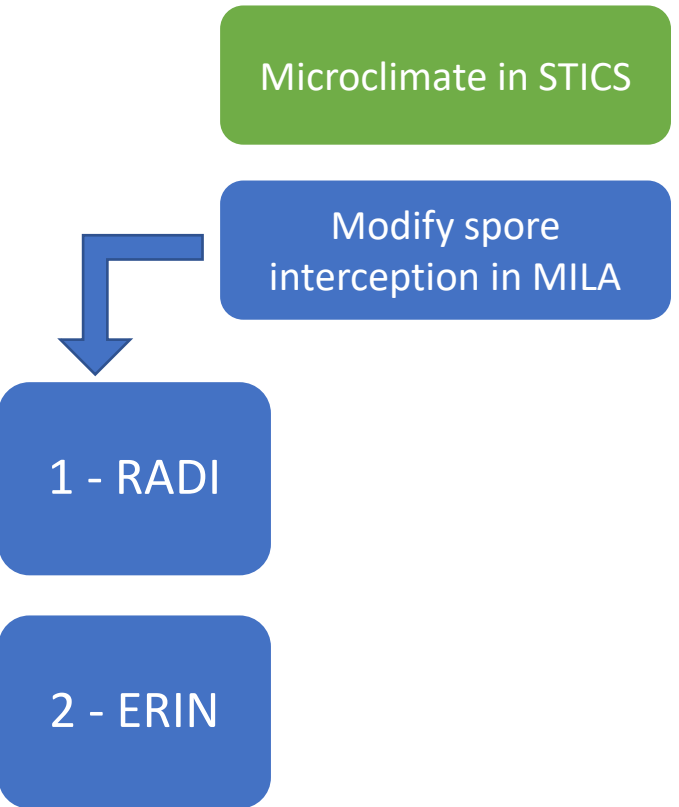 Microclimate in STICS
Modify spore
interception in MILA
1 - RADI
2 - ERIN